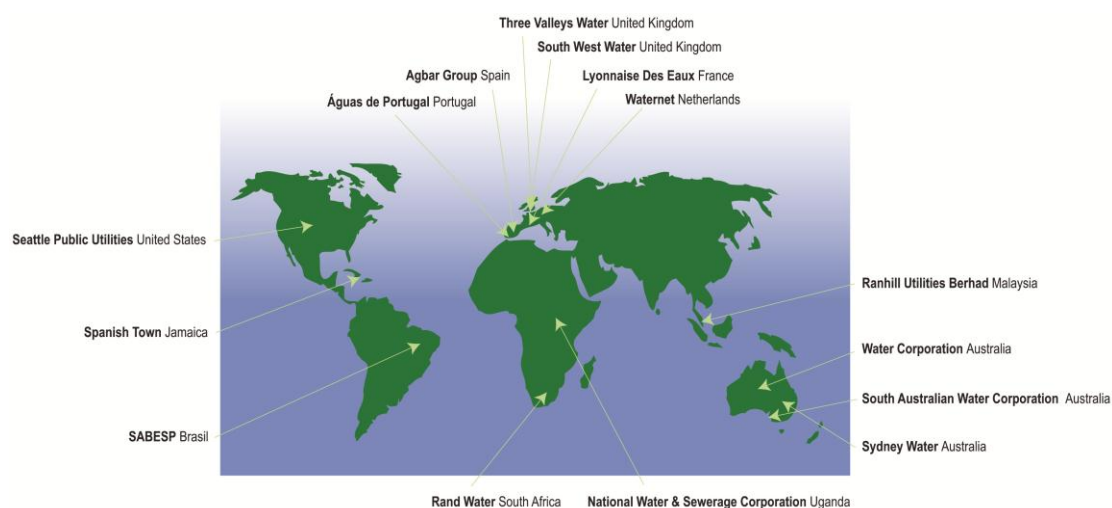 Three Valleys Water United Kingdom
South West Water United Kingdom
Agbar Group Spain
Lyonnaise Des Eaux France
Águas de Portugal Portugal
Waternet Netherlands
Seattle Public Utilities United States
Ranhill Utilities Berhad Malaysia
Spanish Town Jamaica
Water Corporation Australia
South Australian Water Corporation Australia
SABESP Brasil
Sydney Water Australia
Rand Water South Africa
National Water & Sewerage Corporation Uganda